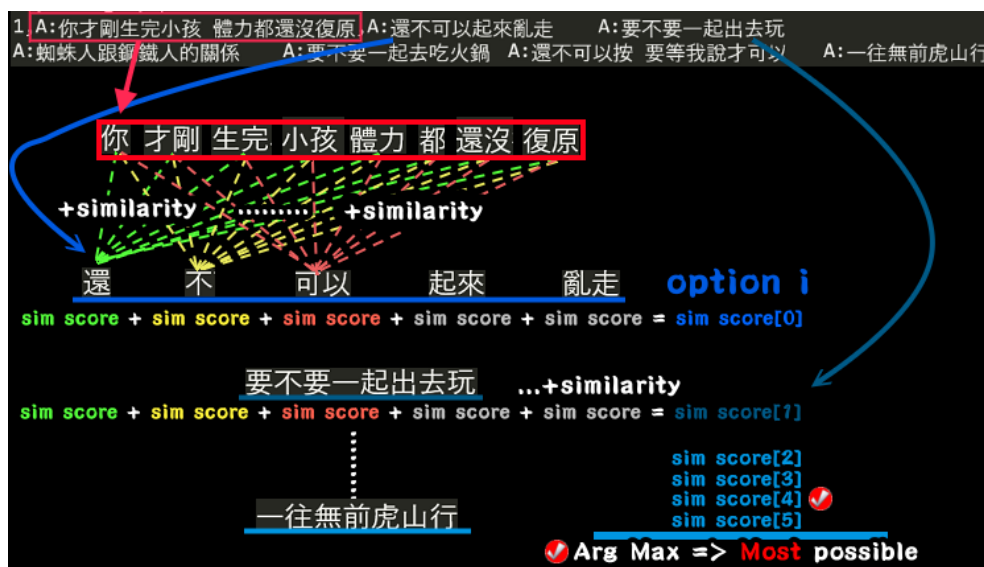 1. A:你才剛生完小孩 體力都還沒復原 A:還不可以起來亂走 A:要不要一起出去玩
A:蜘蛛人跟鋼鐵人的關係 A:要不要一起去吃火鍋 A:還不可以按 要等我說才可以 A:一往無前虎山行
你 才剛 生完 小孩 體力 都 還沒 復原
+similarity ......... +similarity
還 不 可以 起來 亂走 option i
sim score + sim score + sim score + sim score + sim score = sim score[0]
要不要一起出去玩 ...+similarity
sim score + sim score + sim score + sim score + sim score = sim score[1]
sim score[2]
sim score[3]
sim score[4]
一往無前虎山行
sim score[5]
Arg Max => Most possible